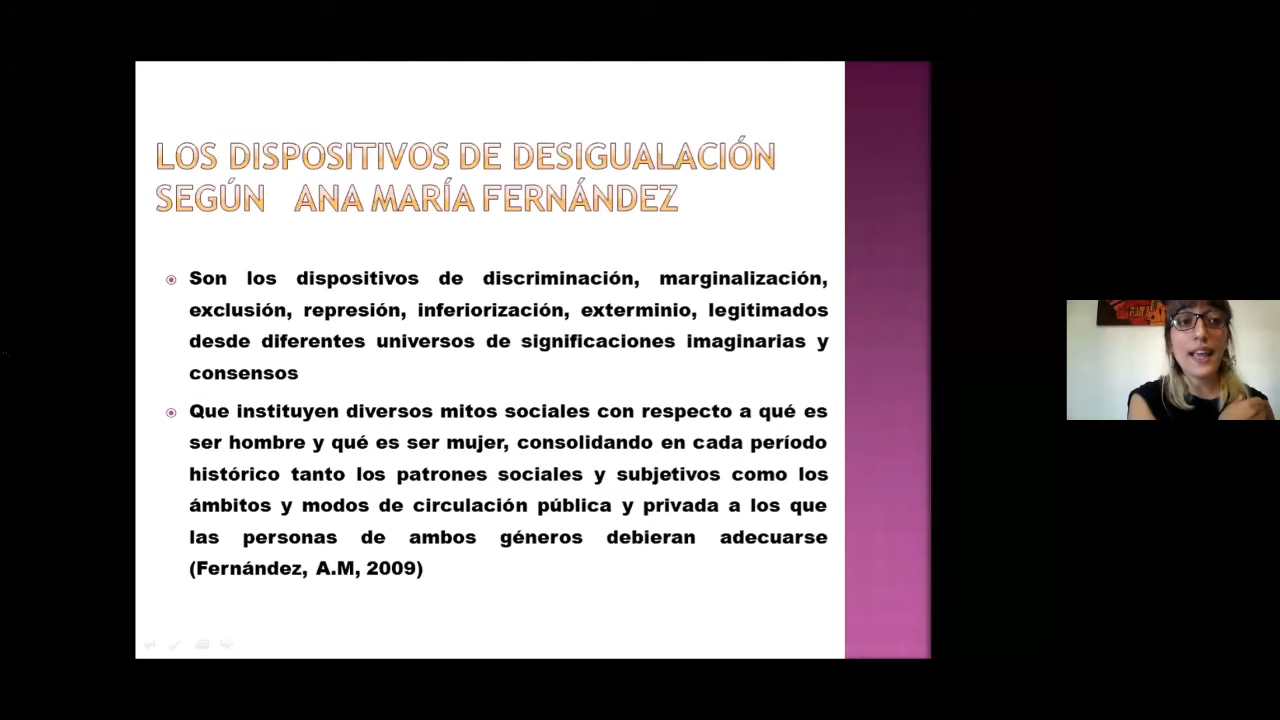 LOS DISPOSITIVOS DE DESIGUALACIÓN
SEGÚN ANA MARÍA FERNÁNDEZ
Son los dispositivos de discriminación, marginalización,
exclusión, represión, inferiorización, exterminio, legitimados
desde diferentes universos de significaciones imaginarias y
consensos
Que instituyen diversos mitos sociales con respecto a qué es
ser hombre y qué es ser mujer, consolidando en cada período
histórico tanto los patrones sociales y subjetivos como los
ámbitos y modos de circulación pública y privada a los que
las personas de ambos géneros debieran adecuarse
(Fernández, A.M, 2009)